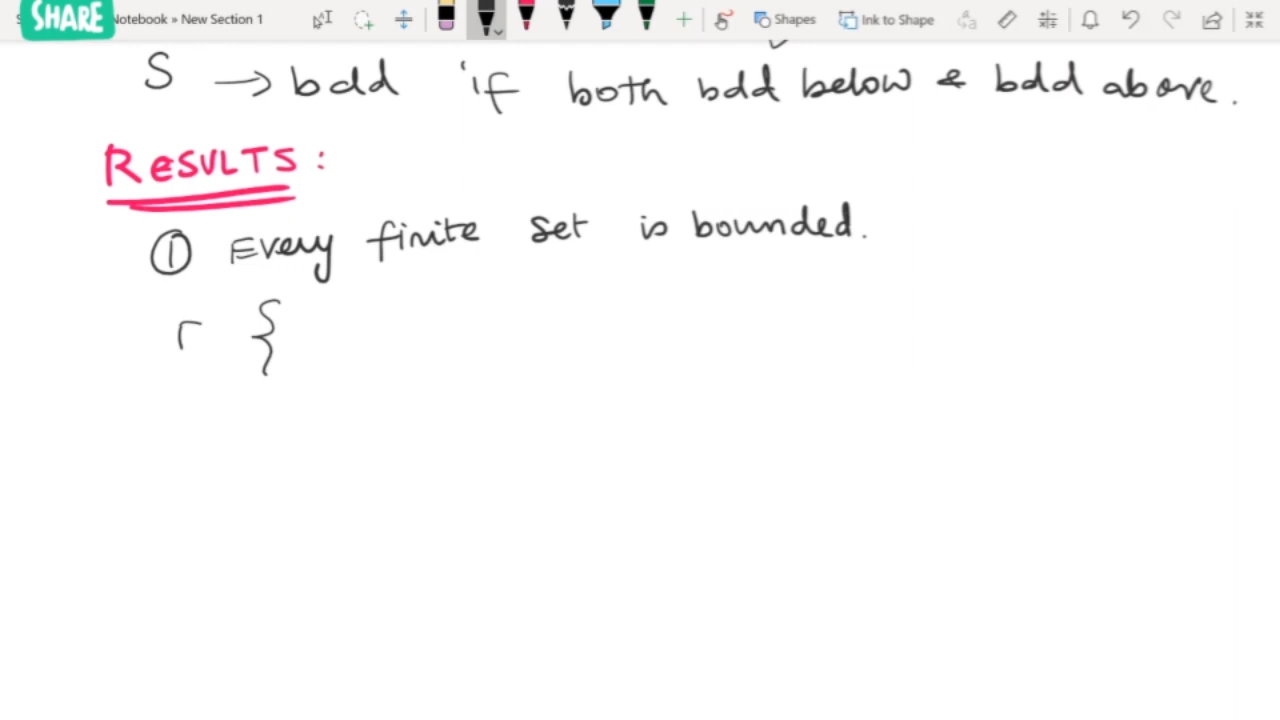 SHARE
Notebook » New Section 1
Shapes
Ink to Shape
S → bdd if both bdd below & bdd above.
RESULTS:
① Every finite set is bounded.
{